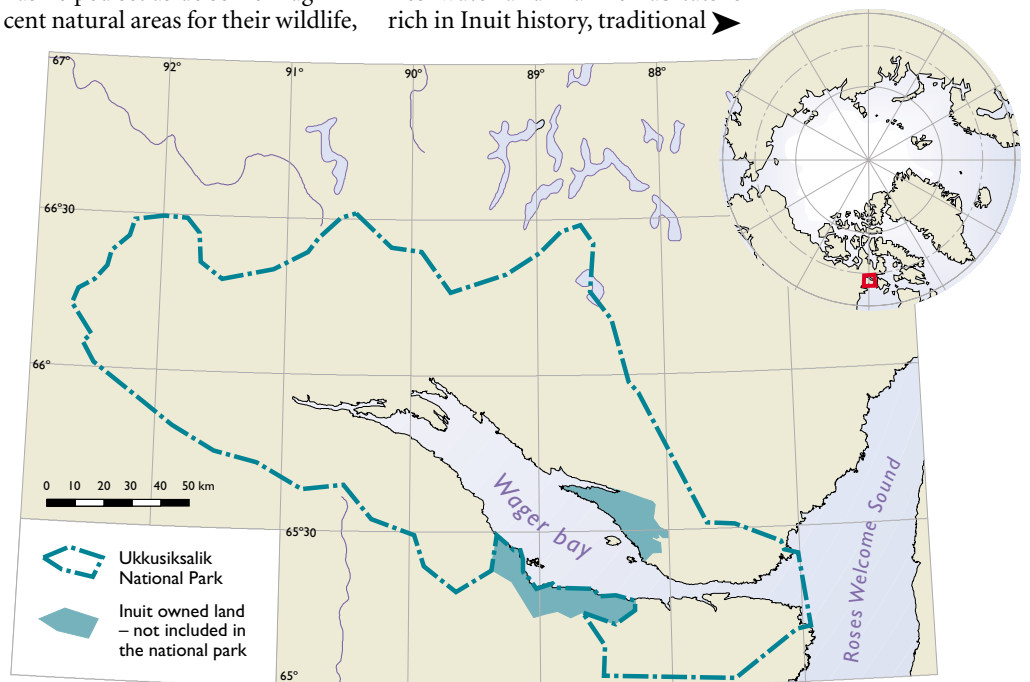 cent natural areas for their wildlife,
rich in Inuit history, traditional
67°
92°
91°
90°
89°
88°
66°30
66°
0 10 20 30 40 50 km
65°30
65°
Wager bay
Roses Welcome Sound
Ukkusiksalik
National Park
Inuit owned land
– not included in
the national park